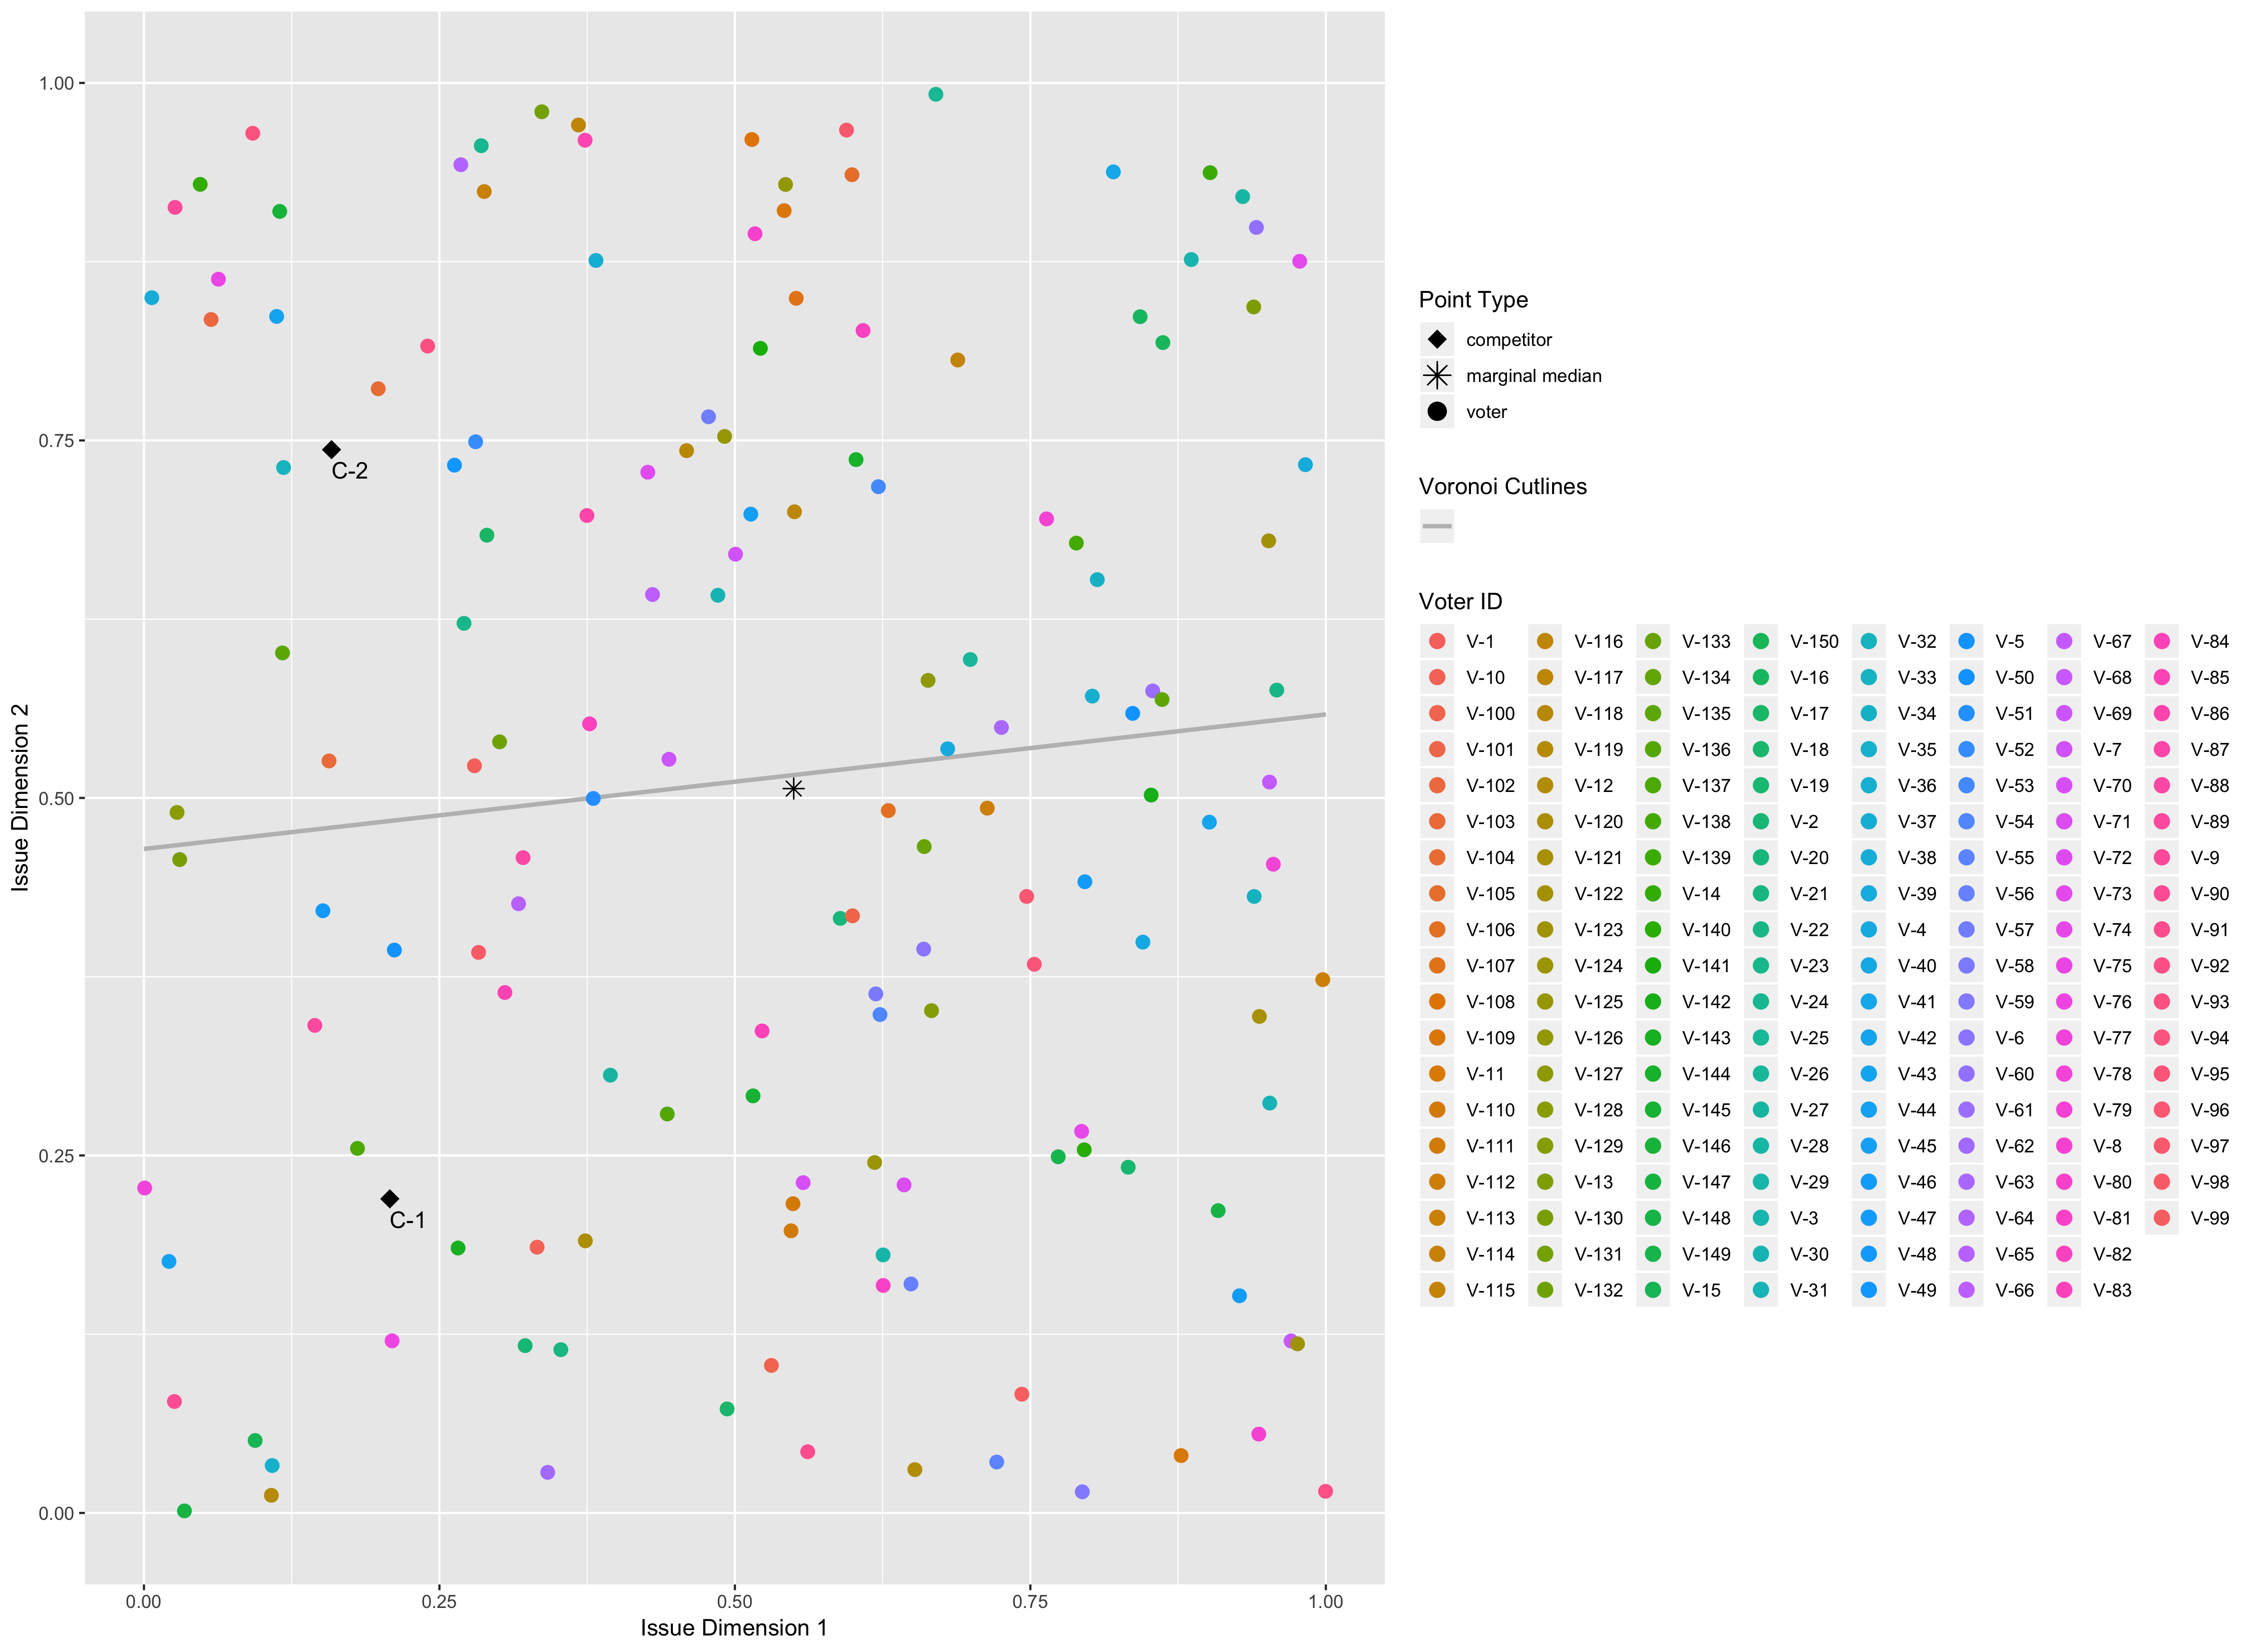 1.00
0.75
0.50
0.25
0.00
Issue Dimension 2
C-2
C-1
0.00 0.25 0.50 0.75 1.00
Issue Dimension 1
Point Type
competitor
marginal median
voter
Voronoi Cutlines
Voter ID
V-1 V-116 V-133 V-150 V-32 V-5 V-67 V-84
V-10 V-117 V-134 V-16 V-33 V-50 V-68 V-85
V-100 V-118 V-135 V-17 V-34 V-51 V-69 V-86
V-101 V-119 V-136 V-18 V-35 V-52 V-7 V-87
V-102 V-12 V-137 V-19 V-36 V-53 V-70 V-88
V-103 V-120 V-138 V-2 V-37 V-54 V-71 V-89
V-104 V-121 V-139 V-20 V-38 V-55 V-72 V-9
V-105 V-122 V-14 V-21 V-39 V-56 V-73 V-90
V-106 V-123 V-140 V-22 V-4 V-57 V-74 V-91
V-107 V-124 V-141 V-23 V-40 V-58 V-75 V-92
V-108 V-125 V-142 V-24 V-41 V-59 V-76 V-93
V-109 V-126 V-143 V-25 V-42 V-6 V-77 V-94
V-11 V-127 V-144 V-26 V-43 V-60 V-78 V-95
V-110 V-128 V-145 V-27 V-44 V-61 V-79 V-96
V-111 V-129 V-146 V-28 V-45 V-62 V-8 V-97
V-112 V-13 V-147 V-29 V-46 V-63 V-80 V-98
V-113 V-130 V-148 V-3 V-47 V-64 V-81 V-99
V-114 V-131 V-149 V-30 V-48 V-65 V-82
V-115 V-132 V-15 V-31 V-49 V-66 V-83